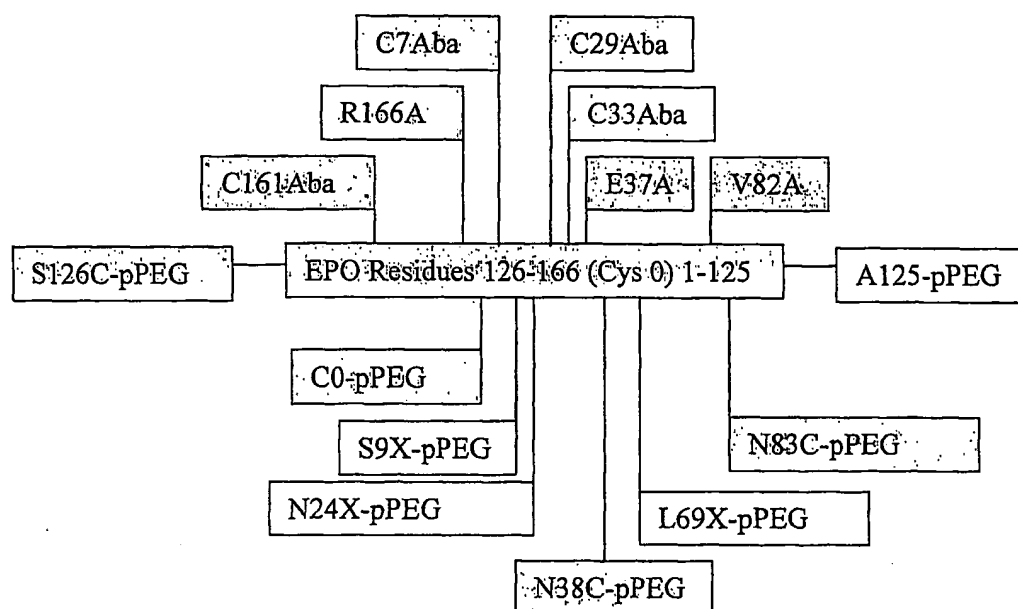 C7Aba
C29Aba
R166A
C33Aba
C161Aba
E37A
V82A
S126C-pPEG
EPO Residues 126-166 (Cys 0) 1-125
A125-pPEG
C0-pPEG
S9X-pPEG
N83C-pPEG
N24X-pPEG
L69X-pPEG
N38C-pPEG